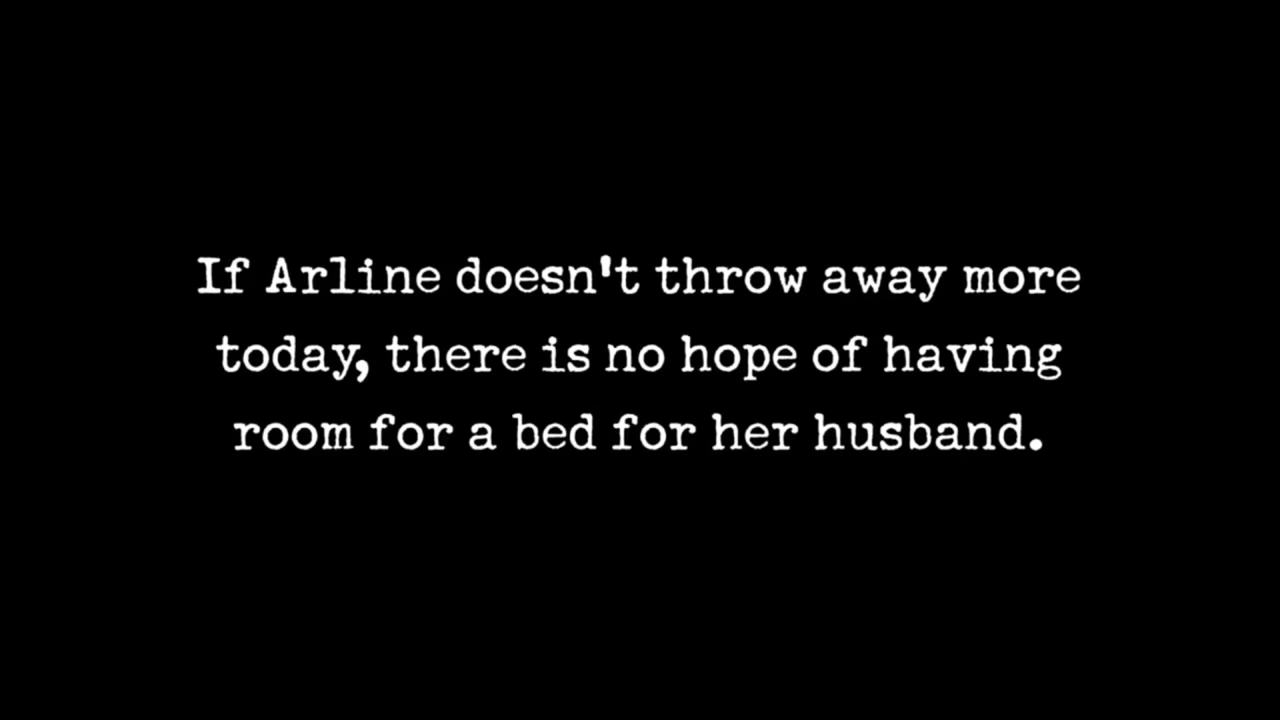 If Arline doesn't throw away more
today, there is no hope of having
room for a bed for her husband.